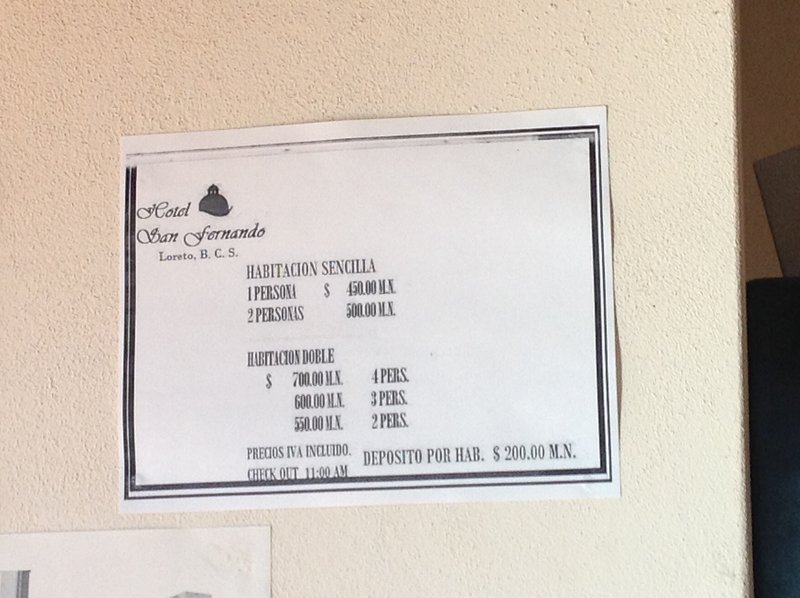 Hotel
San Fernando
Loreto, B. C. S.
HABITACION SENCILLA
1 PERSONA $ 450.00 M.N.
2 PERSONAS 500.00 M.N.
HABITACION DOBLE
$ 700.00 M.N. 4 PERS.
600.00 M.N. 3 PERS.
550.00 M.N. 2 PERS.
PRECIOS IVA INCLUIDO. DEPOSITO POR HAB. $ 200.00 M.N.
CHECK OUT 11:00 AM